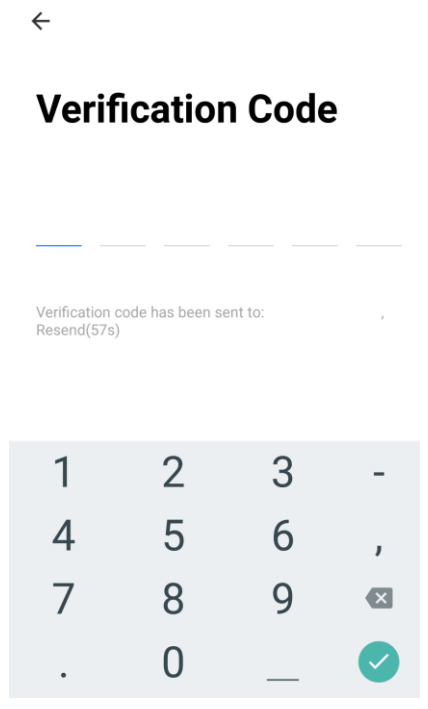 Verification Code
Verification code has been sent to: ,
Resend(57s)
1 2 3 -
4 5 6 ,
7 8 9
. 0 _